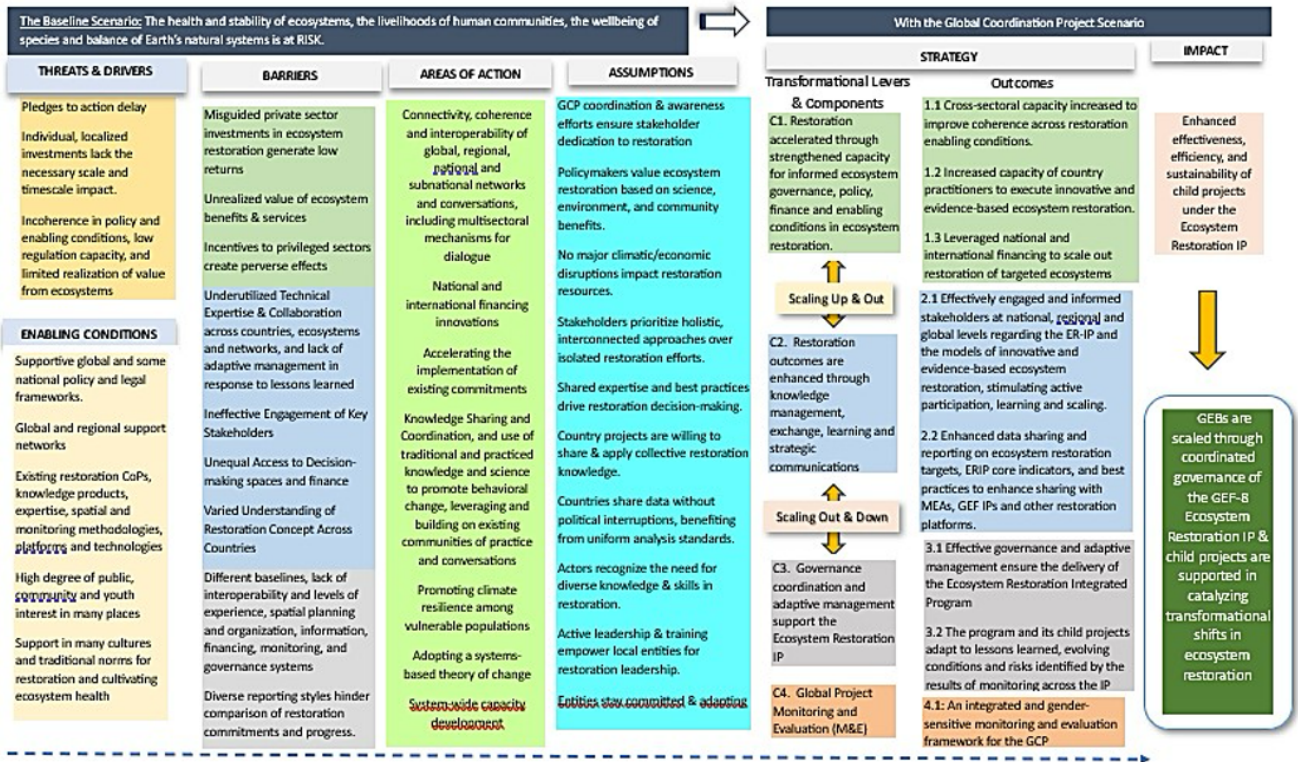 The Baseline Scenario: The health and stability of ecosystems, the livelihoods of human communities, the wellbeing of
species and balance of Earth's natural systems is at RISK.
With the Global Coordination Project Scenario
THREATS & DRIVERS
Pledges to action delay
Individual, localized
investments lack the
necessary scale and
timescale impact.
Incoherence in policy and
enabling conditions, low
regulation capacity, and
limited realization of value
from ecosystems
ENABLING CONDITIONS
Supportive global and some
national policy and legal
frameworks.
Global and regional support
networks
Existing restoration CoPs,
knowledge products,
expertise, spatial and
monitoring methodologies,
platforms and technologies
High degree of public,
community and youth
interest in many places
Support in many cultures
and traditional norms for
restoration and cultivating
ecosystem health
BARRIERS
Misguided private sector
investments in ecosystem
restoration generate low
returns
Unrealized value of ecosystem
benefits & services
Incentives to privileged sectors
create perverse effects
Underutilized Technical
Expertise & Collaboration
across countries, ecosystems
and networks, and lack of
adaptive management in
response to lessons learned
Ineffective Engagement of Key
Stakeholders
Unequal Access to Decision-
making spaces and finance
Varied Understanding of
Restoration Concept Across
Countries
Different baselines, lack of
interoperability and levels of
experience, spatial planning
and organization, information,
financing, monitoring, and
governance systems
Diverse reporting styles hinder
comparison of restoration
commitments and progress.
AREAS OF ACTION
Connectivity, coherence
and interoperability of
global, regional,
national and
subnational networks
and conversations,
including multisectoral
mechanisms for
dialogue
National and
international financing
innovations
Accelerating the
implementation of
existing commitments
Knowledge Sharing and
Coordination, and use of
traditional and practiced
knowledge and science
to promote behavioral
change, leveraging and
building on existing
communities of practice
and conversations
Promoting climate
resilience among
vulnerable populations
Adopting a systems-
based theory of change
System-wide capacity
development
ASSUMPTIONS
GCP coordination & awareness
efforts ensure stakeholder
dedication to restoration
Policymakers value ecosystem
restoration based on science,
environment, and community
benefits.
No major climatic/economic
disruptions impact restoration
resources.
Stakeholders prioritize holistic,
interconnected approaches over
isolated restoration efforts.
Shared expertise and best practices
drive restoration decision-making.
Country projects are willing to
share & apply collective restoration
knowledge.
Countries share data without
political interruptions, benefiting
from uniform analysis standards.
Actors recognize the need for
diverse knowledge & skills in
restoration.
Active leadership & training
empower local entities for
restoration leadership.
Entities stay committed & adapting
STRATEGY
Transformational Levers
& Components
C1. Restoration
accelerated through
strengthened capacity
for informed ecosystem
governance, policy,
finance and enabling
conditions in ecosystem
restoration.
Scaling Up & Out
C2. Restoration
outcomes are
enhanced through
knowledge
management,
exchange, learning and
strategic
communications
Scaling Out & Down
C3. Governance
coordination and
adaptive management
support the
Ecosystem Restoration
IP
C4. Global Project
Monitoring and
Evaluation (M&E)
Outcomes
1.1 Cross-sectoral capacity increased to
improve coherence across restoration
enabling conditions.
1.2 Increased capacity of country
practitioners to execute innovative and
evidence-based ecosystem restoration.
1.3 Leveraged national and
international financing to scale out
restoration of targeted ecosystems
2.1 Effectively engaged and informed
stakeholders at national, regional and
global levels regarding the ER-IP and
the models of innovative and
evidence-based ecosystem
restoration, stimulating active
participation, learning and scaling.
2.2 Enhanced data sharing and
reporting on ecosystem restoration
targets, ERIP core indicators, and best
practices to enhance sharing with
MEAs, GEF IPs and other restoration
platforms.
3.1 Effective governance and adaptive
management ensure the delivery of
the Ecosystem Restoration Integrated
Program
3.2 The program and its child projects
adapt to lessons learned, evolving
conditions and risks identified by the
results of monitoring across the IP
4.1: An integrated and gender-
sensitive monitoring and evaluation
framework for the GCP
IMPACT
Enhanced
effectiveness,
efficiency, and
sustainability of
child projects
under the
Ecosystem
Restoration IP
GEBs are
scaled through
coordinated
governance of
the GEF-8
Ecosystem
Restoration IP &
child projects are
supported in
catalyzing
transformational
shifts in
ecosystem
restoration